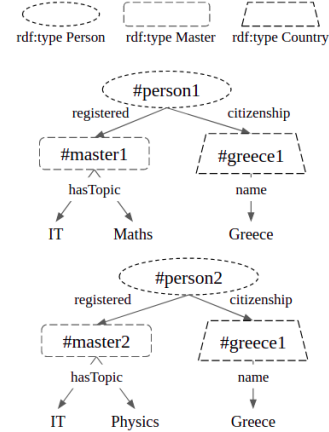 rdf:type Person rdf:type Master rdf:type Country
#person1
registered citizenship
#master1 #greece1
hasTopic name
IT Maths Greece
#person2
registered citizenship
#master2 #greece1
hasTopic name
IT Physics Greece